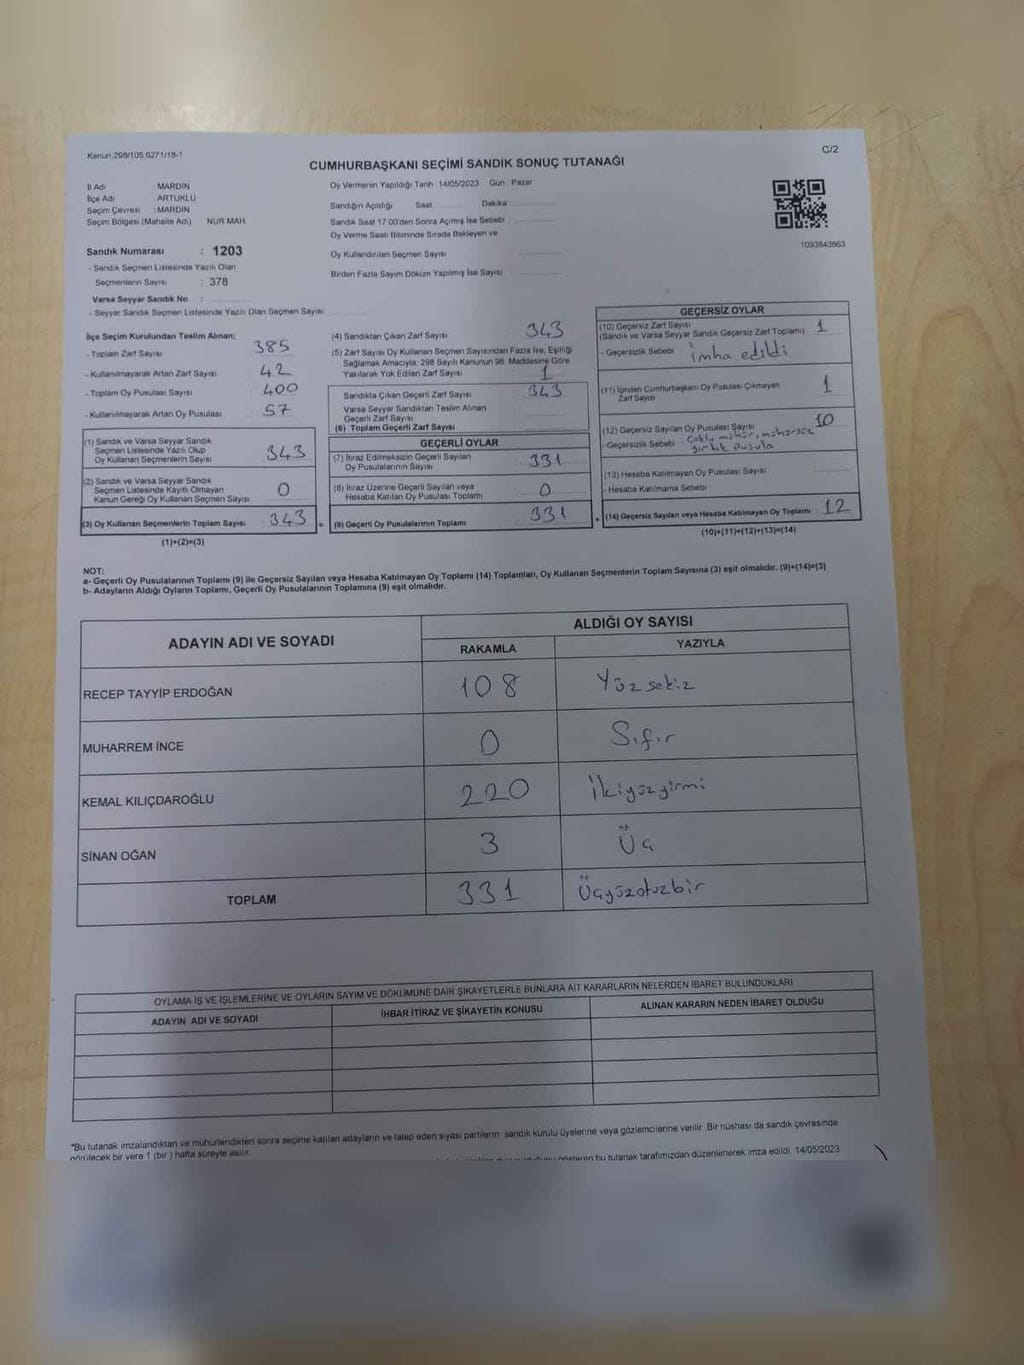 Kanun:298/105,6271/18-1
C/2
CUMHURBAŞKANI SEÇİMİ SANDIK SONUÇ TUTANAĞI
İl Adı MARDİN
İlçe Adı ARTUKLU
Seçim Çevresi : MARDİN
Seçim Bölgesi (Mahalle Adı) NUR MAH.
Oy Vermenin Yapıldığı Tarih : 14/05/2023 Gün : Pazar
Sandığın Açıldığı Saat Dakika
Sandık Saat 17:00'den Sonra Açımış İse Sebebi
Oy Verme Saati Bitiminde Sırada Bekleyen ve
Oy Kullandırılan Seçmen Sayısı
Birden Fazla Sayım Döküm Yapılmış İse Sayısı
1093843863
Sandık Numarası : 1203
- Sandık Seçmen Listesinde Yazılı Olan
Seçmenlerin Sayısı : 378
Varsa Seyyar Sandık No :
- Seyyar Sandık Seçmen Listesinde Yazılı Olan Seçmen Sayısı
İlçe Seçim Kurulundan Teslim Alınan;
- Toplam Zarf Sayısı 385
- Kullanılmayarak Artan Zarf Sayısı 42
- Toplam Oy Pusulası Sayısı 400
- Kullanılmayarak Artan Oy Pusulası 57
(1) Sandık ve Varsa Seyyar Sandık
Seçmen Listesinde Yazılı Olup
Oy Kullanan Seçmenlerin Sayısı 343
(2) Sandık ve Varsa Seyyar Sandık
Seçmen Listesinde Kayıtlı Olmayan
Kanun Gereği Oy Kullanan Seçmen Sayısı 0
(3) Oy Kullanan Seçmenlerin Toplam Sayısı 343 =
(1)+(2)=(3)
(4) Sandıktan Çıkan Zarf Sayısı 343
(5) Zarf Sayısı Oy Kullanan Seçmen Sayısından Fazla İse, Eşitliği
Sağlamak Amacıyla; 298 Sayılı Kanunun 98. Maddesine Göre
Yakılarak Yok Edilen Zarf Sayısı 1
Sandıkta Çıkan Geçerli Zarf Sayısı 343
Varsa Seyyar Sandıktan Teslim Alınan
Geçerli Zarf Sayısı
(6) Toplam Geçerli Zarf Sayısı
GEÇERLİ OYLAR
(7) İtiraz Edilmeksizin Geçerli Sayılan
Oy Pusulalarının Sayısı 331
(8) İtiraz Üzerine Geçerli Sayılan veya
Hesaba Katılan Oy Pusulası Toplamı 0
(9) Geçerli Oy Pusulalarının Toplamı 331 +
GEÇERSİZ OYLAR
(10) Geçersiz Zarf Sayısı
(Sandık ve Varsa Seyyar Sandık Geçersiz Zarf Toplamı) 1
- Geçersizlik Sebebi : imha edildi
(11) İçinden Cumhurbaşkanı Oy Pusulası Çıkmayan
Zarf Sayısı 1
(12) Geçersiz Sayılan Oy Pusulası Sayısı 10
- Geçersizlik Sebebi : Çoklu mühür, mühürsüz
yırtık pusula
(13) Hesaba Katılmayan Oy Pusulası Sayısı
- Hesaba Katılmama Sebebi
(14) Geçersiz Sayılan veya Hesaba Katılmayan Oy Toplamı : 12
(10)+(11)+(12)+(13)=(14)
NOT:
a- Geçerli Oy Pusulalarının Toplamı (9) ile Geçersiz Sayılan veya Hesaba Katılmayan Oy Toplamı (14) Toplamları, Oy Kullanan Seçmenlerin Toplam Sayısına (3) eşit olmalıdır. (9)+(14)=(3)
b- Adayların Aldığı Oyların Toplamı, Geçerli Oy Pusulalarının Toplamına (9) eşit olmalıdır.
ADAYIN ADI VE SOYADI
ALDIĞI OY SAYISI
RAKAMLA YAZIYLA
RECEP TAYYİP ERDOĞAN 108 Yüzsekiz
MUHARREM İNCE 0 Sıfır
KEMAL KILIÇDAROĞLU 220 İkiyüzyirmi
SİNAN OĞAN 3 Üç
TOPLAM 331 Üçyüzotuzbir
OYLAMA İŞ VE İŞLEMLERİNE VE OYLARIN SAYIM VE DÖKÜMÜNE DAİR ŞİKAYETLERLE BUNLARA AİT KARARLARIN NELERDEN İBARET BULUNDUKLARI
ADAYIN ADI VE SOYADI İHBAR İTİRAZ VE ŞİKAYETİN KONUSU ALINAN KARARIN NEDEN İBARET OLDUĞU
*Bu tutanak imzalandıktan ve mühürlendikten sonra seçime katılan adayların ve talep eden siyasi partilerin sandık kurulu üyelerine veya gözlemcilerine verilir. Bir nüshası da sandık çevresinde
görülecek bir yere 1 (bir) hafta süreyle asılır.
bu tutanak tarafımızdan düzenlenerek imza edildi. 14/05/2023